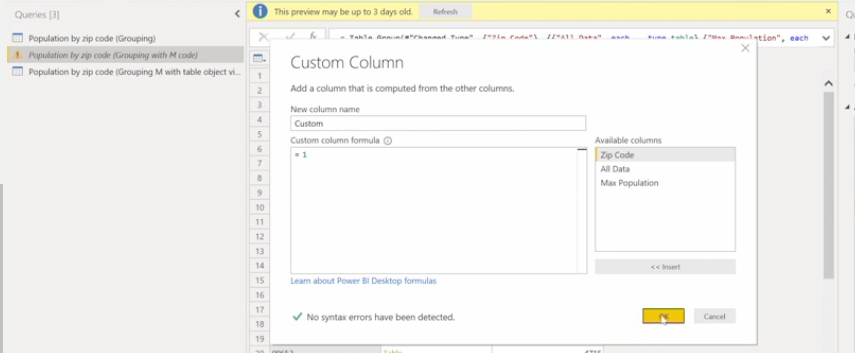 Queries [3]
This preview may be up to 3 days old.
Refresh
Population by zip code (Grouping)
Population by zip code (Grouping with M code)
Population by zip code (Grouping M with table object vi...
= Table.Group(#"Changed Type", {"Zip Code"}, {{"All Data", each _, type table},{"Max Population", each
Custom Column
Add a column that is computed from the other columns.
New column name
Custom
Custom column formula
= 1
Available columns
Zip Code
All Data
Max Population
<< Insert
Learn about Power BI Desktop formulas
No syntax errors have been detected.
OK
Cancel
1
2
3
4
5
6
7
8
9
10
11
12
13
14
15
16
17
18
19